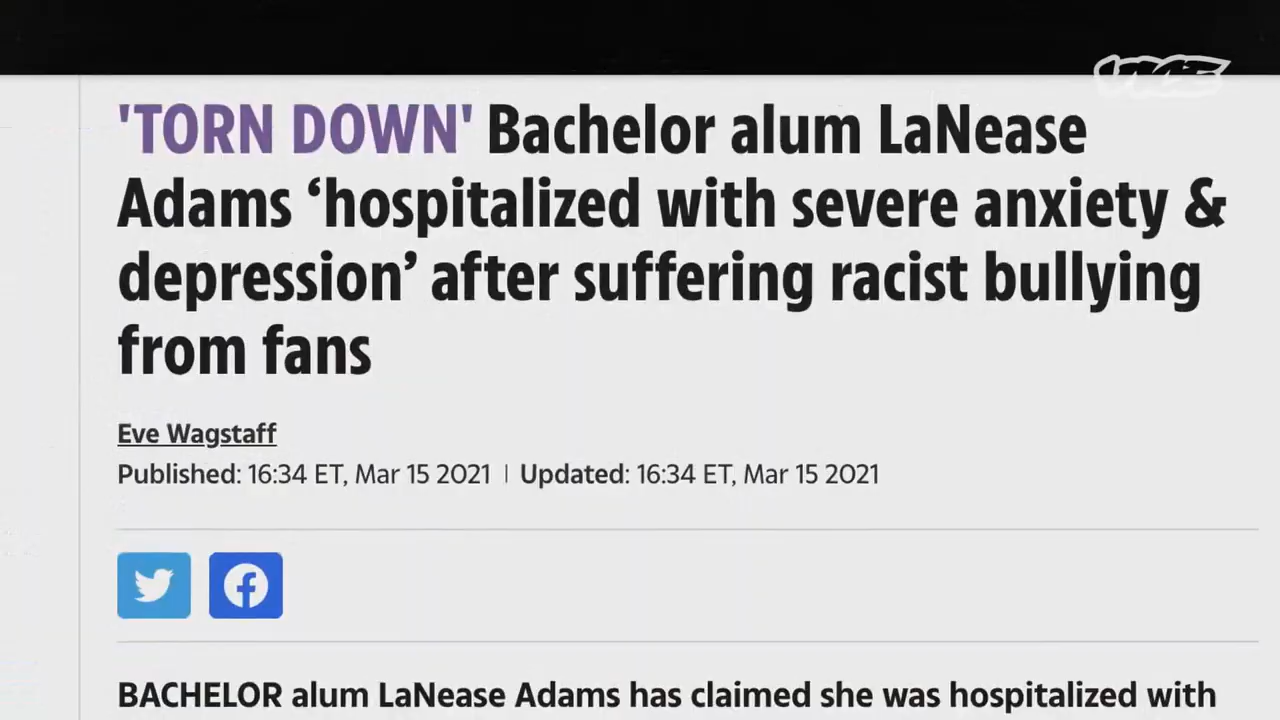 VICE
'TORN DOWN' Bachelor alum LaNease
Adams ‘hospitalized with severe anxiety &
depression’ after suffering racist bullying
from fans
Eve Wagstaff
Published: 16:34 ET, Mar 15 2021 | Updated: 16:34 ET, Mar 15 2021
BACHELOR alum LaNease Adams has claimed she was hospitalized with